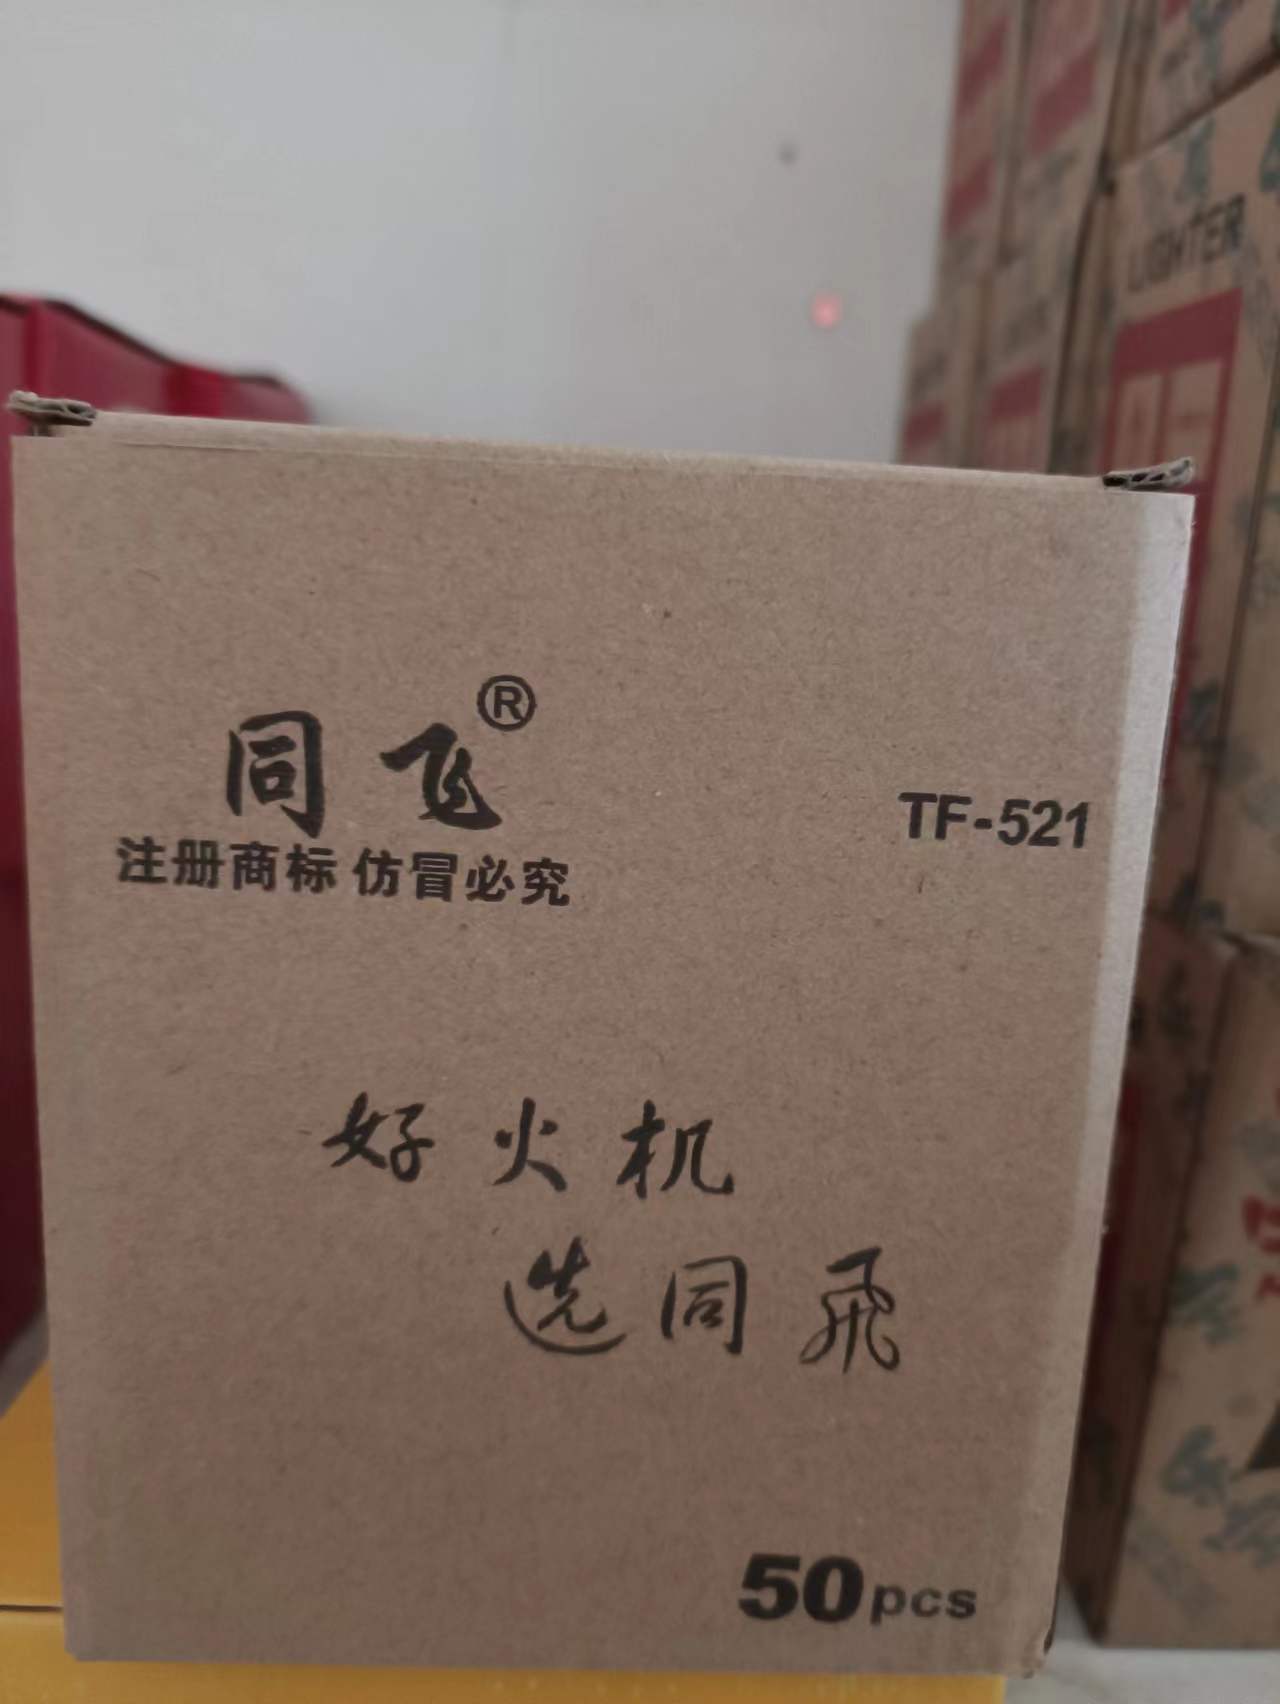 同飞®
注册商标 仿冒必究
TF-521
好火机
选同飛
50pcs
LIGHTER